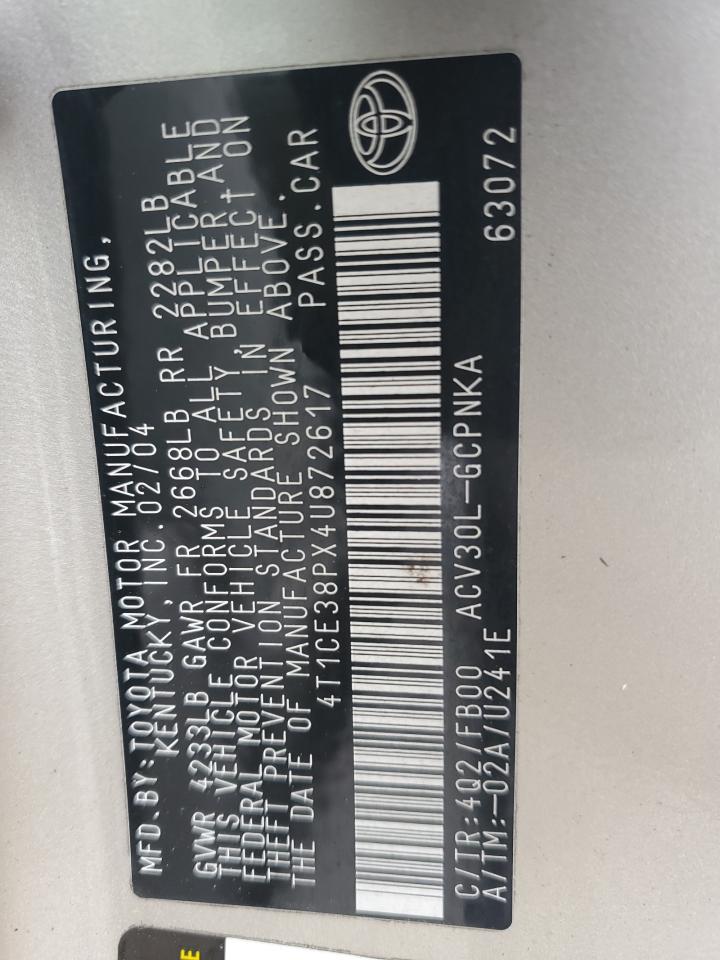 MFD.BY:TOYOTA MOTOR MANUFACTURING,
KENTUCKY, INC.02/04
GVWR 4233LB GAWR FR 2668LB RR 2282LB
THIS VEHICLE CONFORMS TO ALL APPLICABLE
FEDERAL MOTOR VEHICLE SAFETY, BUMPER AND
THEFT PREVENTION STANDARDS IN EFFECT ON
THE DATE OF MANUFACTURE SHOWN ABOVE.
4T1CE38PX4U872617 PASS.CAR
C/TR:4Q2/FB00 ACV30L-GCPNKA 63072
A/TM:-02A/U241E
E